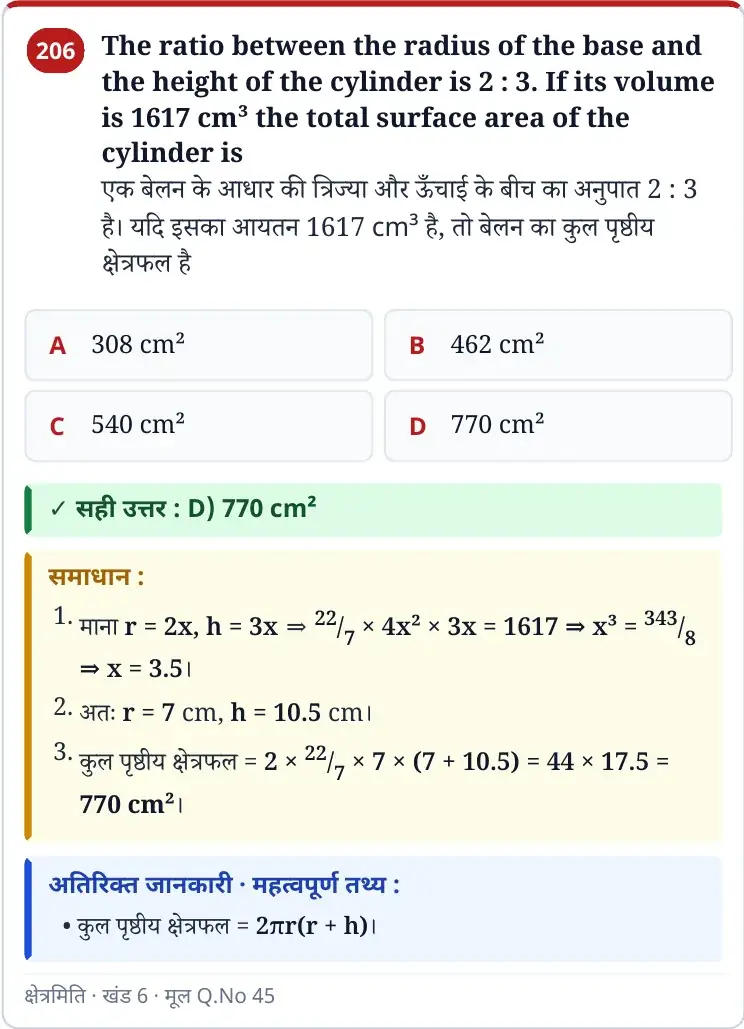 206 The ratio between the radius of the base and
the height of the cylinder is 2 : 3. If its volume
is 1617 cm³ the total surface area of the
cylinder is
एक बेलन के आधार की त्रिज्या और ऊँचाई के बीच का अनुपात 2 : 3
है। यदि इसका आयतन 1617 cm³ है, तो बेलन का कुल पृष्ठीय
क्षेत्रफल है
A 308 cm²
B 462 cm²
C 540 cm²
D 770 cm²
✓ सही उत्तर : D) 770 cm²
समाधान :
1. माना r = 2x, h = 3x ⇒ ²²/₇ × 4x² × 3x = 1617 ⇒ x³ = ³⁴³/₈
⇒ x = 3.5।
2. अतः r = 7 cm, h = 10.5 cm।
3. कुल पृष्ठीय क्षेत्रफल = 2 × ²²/₇ × 7 × (7 + 10.5) = 44 × 17.5 =
770 cm²।
अतिरिक्त जानकारी · महत्वपूर्ण तथ्य :
• कुल पृष्ठीय क्षेत्रफल = 2πr(r + h)।
क्षेत्रमिति · खंड 6 · मूल Q.No 45